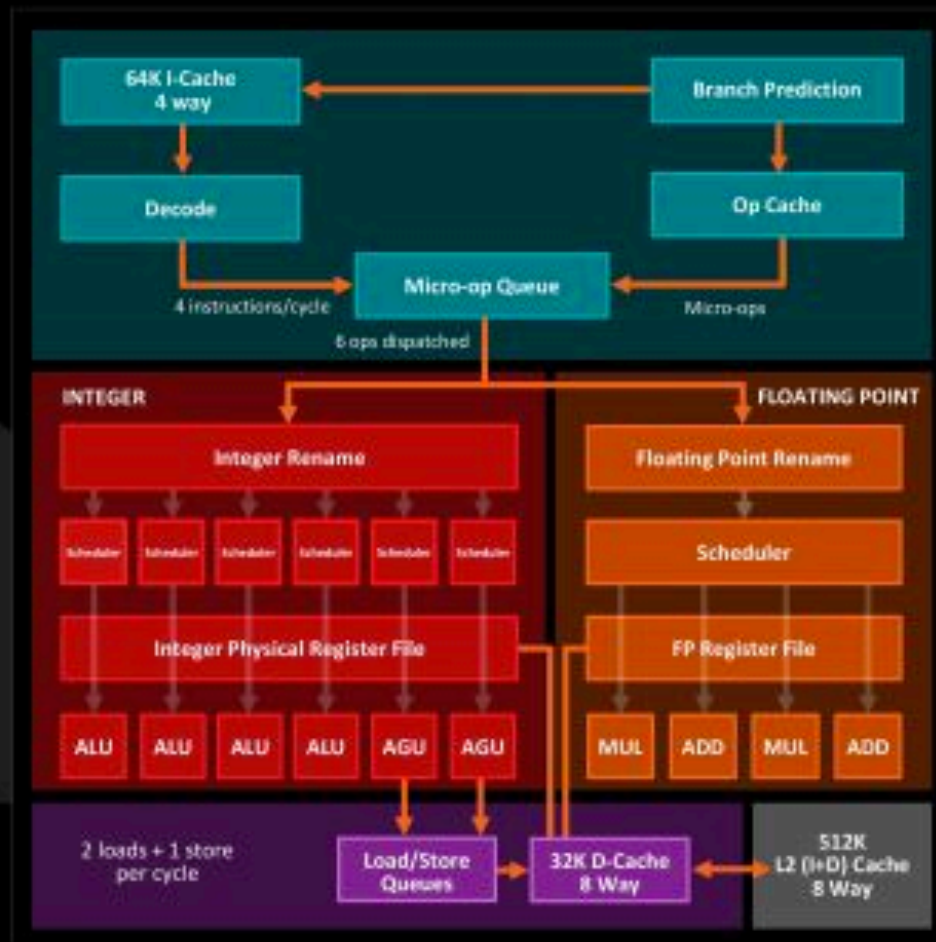 64K I-Cache
4 way
Branch Prediction
Decode
Op Cache
Micro-op Queue
4 instructions/cycle
Micro-ops
6 ops dispatched
INTEGER
FLOATING POINT
Integer Rename
Floating Point Rename
Scheduler
Scheduler
Scheduler
Scheduler
Scheduler
Scheduler
Scheduler
Integer Physical Register File
FP Register File
ALU
ALU
ALU
ALU
AGU
AGU
MUL
ADD
MUL
ADD
2 loads + 1 store
per cycle
Load/Store
Queues
32K D-Cache
8 Way
512K
L2 (I+D) Cache
8 Way